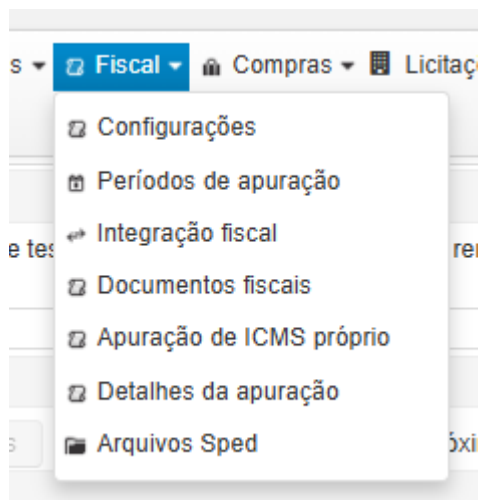 s Fiscal Compras
Configurações
Períodos de apuração
Integração fiscal
Documentos fiscais
Apuração de ICMS próprio
Detalhes da apuração
Arquivos Sped